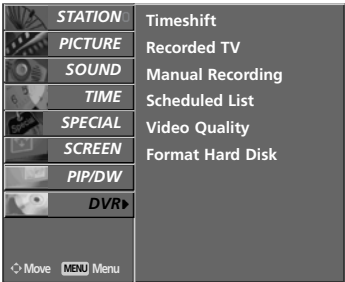 STATION
PICTURE
SOUND
TIME
SPECIAL
SCREEN
PIP/DW
DVR
Timeshift
Recorded TV
Manual Recording
Scheduled List
Video Quality
Format Hard Disk
Move MENU Menu